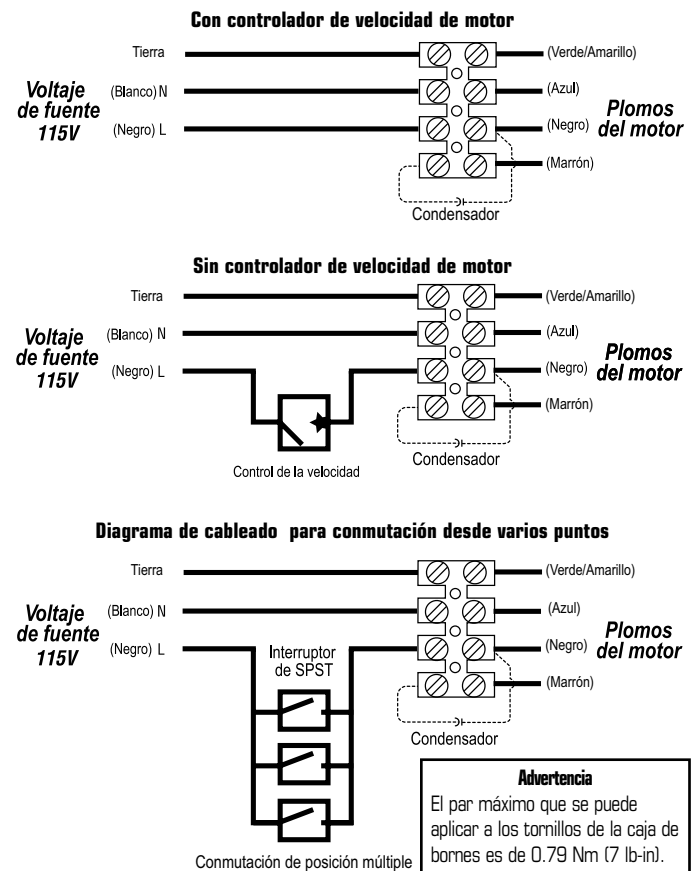 Con controlador de velocidad de motor
Tierra
(Verde/Amarillo)
Voltaje
de fuente
115V
(Blanco) N
(Azul)
(Negro) L
(Negro)
Plomos
del motor
(Marrón)
Condensador
Sin controlador de velocidad de motor
Tierra
(Verde/Amarillo)
Voltaje
de fuente
115V
(Blanco) N
(Azul)
(Negro) L
(Negro)
Plomos
del motor
(Marrón)
Condensador
Control de la velocidad
Diagrama de cableado para conmutación desde varios puntos
Tierra
(Verde/Amarillo)
Voltaje
de fuente
115V
(Blanco) N
(Azul)
(Negro) L
Interruptor
de SPST
(Negro)
Plomos
del motor
(Marrón)
Condensador
Conmutación de posición múltiple
Advertencia
El par máximo que se puede
aplicar a los tornillos de la caja de
bornes es de 0.79 Nm (7 lb-in).